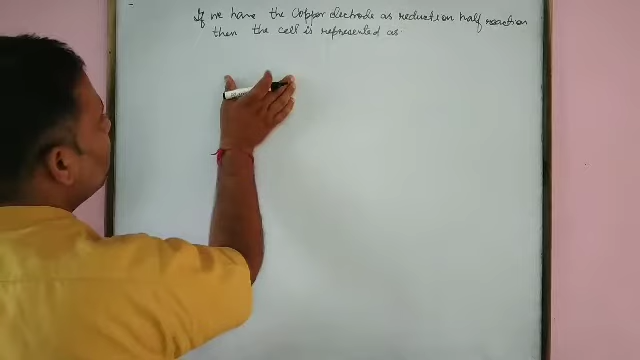 If we have the Copper electrode as reduction half reaction
then the cell is represented as